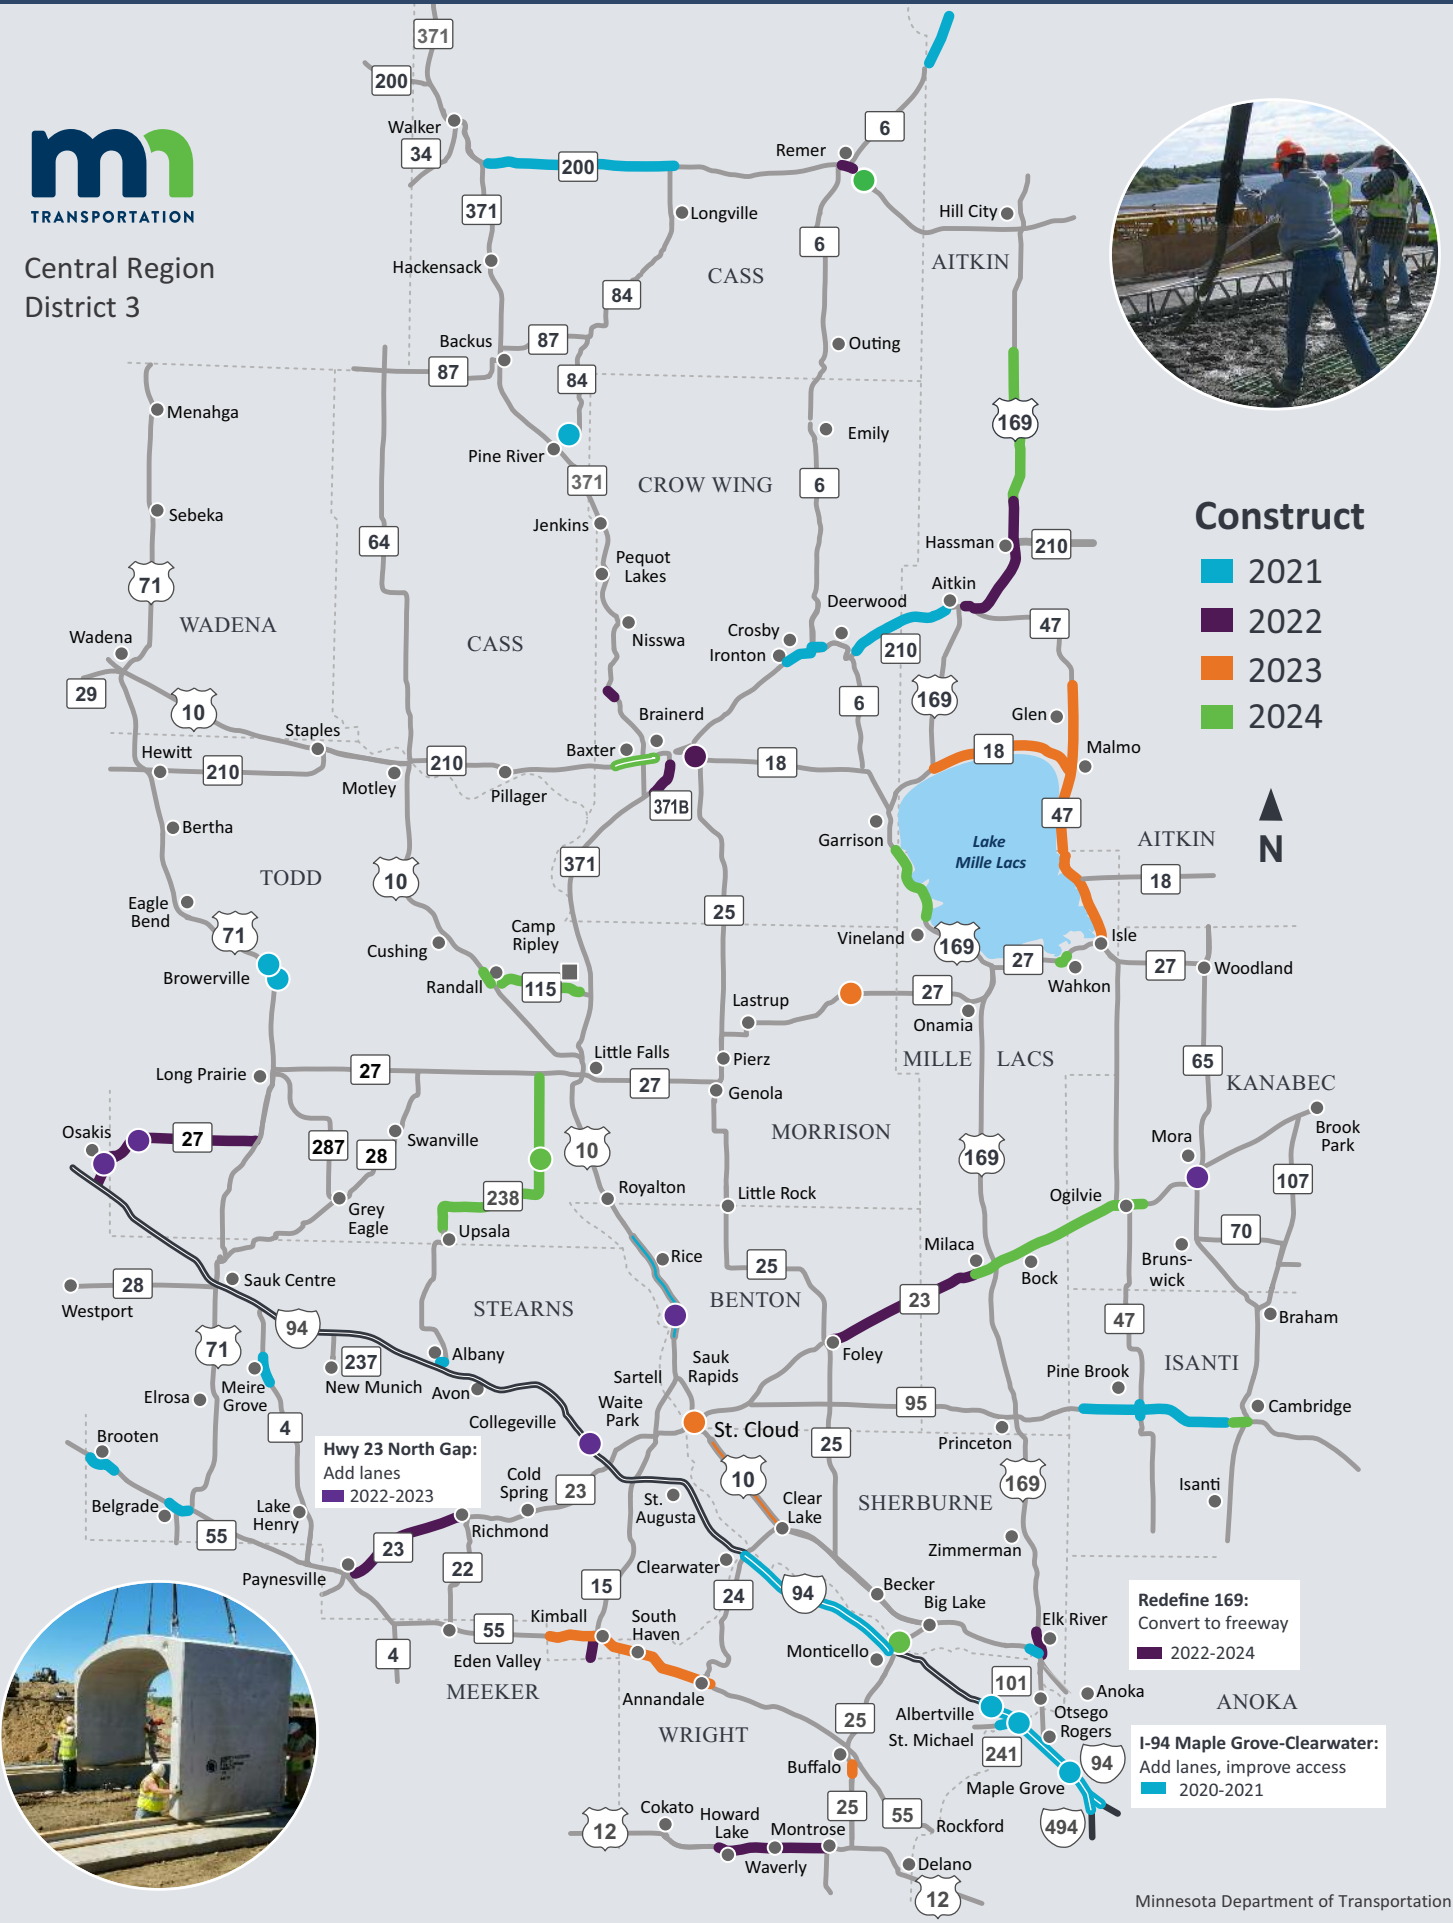 371
200
Walker
34
200
Remer
6
mn
TRANSPORTATION
371
Longville
Hill City
6
Central Region
District 3
Hackensack
CASS
AITKIN
84
Backus
87
87
84
Outing
Menahga
169
Emily
Pine River
371
CROW WING
6
Construct
Sebeka
Jenkins
64
Hassman
210
2021
Pequot
Lakes
71
Aitkin
Deerwood
2022
WADENA
47
Wadena
CASS
Nisswa
Crosby
Ironton
210
2023
29
10
6
169
2024
Staples
Brainerd
Glen
Hewitt
210
210
Baxter
18
18
Malmo
Motley
Pillager
371B
47
Bertha
Garrison
Lake
Mille Lacs
AITKIN
N
371
TODD
10
18
Eagle
Bend
25
71
Cushing
Camp
Ripley
Vineland
169
Isle
Browerville
Randall
115
27
27
Woodland
Wahkon
Lastrup
27
Onamia
Little Falls
Pierz
MILLE LACS
65
Long Prairie
27
27
Genola
KANABEC
Osakis
27
287
28
Swanville
MORRISON
Mora
Brook
Park
10
169
107
238
Royalton
Little Rock
Ogilvie
Grey
Eagle
Upsala
70
Milaca
Bruns-
wick
Rice
25
Bock
28
Sauk Centre
Westport
STEARNS
BENTON
23
47
Braham
94
71
237
Albany
Foley
ISANTI
Meire
Grove
New Munich
Avon
Sartell
Sauk
Rapids
Pine Brook
Elrosa
Waite
Park
95
Cambridge
4
Collegeville
St. Cloud
25
Princeton
Brooten
Hwy 23 North Gap:
Add lanes
2022-2023
Cold
Spring
23
10
169
Isanti
Belgrade
Lake
Henry
St.
Augusta
Clear
Lake
SHERBURNE
55
Richmond
23
Zimmerman
Paynesville
22
Clearwater
15
24
94
Becker
Big Lake
Redefine 169:
Convert to freeway
2022-2024
Kimball
South
Haven
Elk River
55
4
Eden Valley
Monticello
MEEKER
Annandale
101
Anoka
ANOKA
Albertville
Otsego
Rogers
WRIGHT
25
St. Michael
241
I-94 Maple Grove-Clearwater:
Add lanes, improve access
2020-2021
94
Buffalo
Maple Grove
Cokato
Howard
Lake
25
55
12
Montrose
Rockford
494
Waverly
Delano
12
Minnesota Department of Transportation